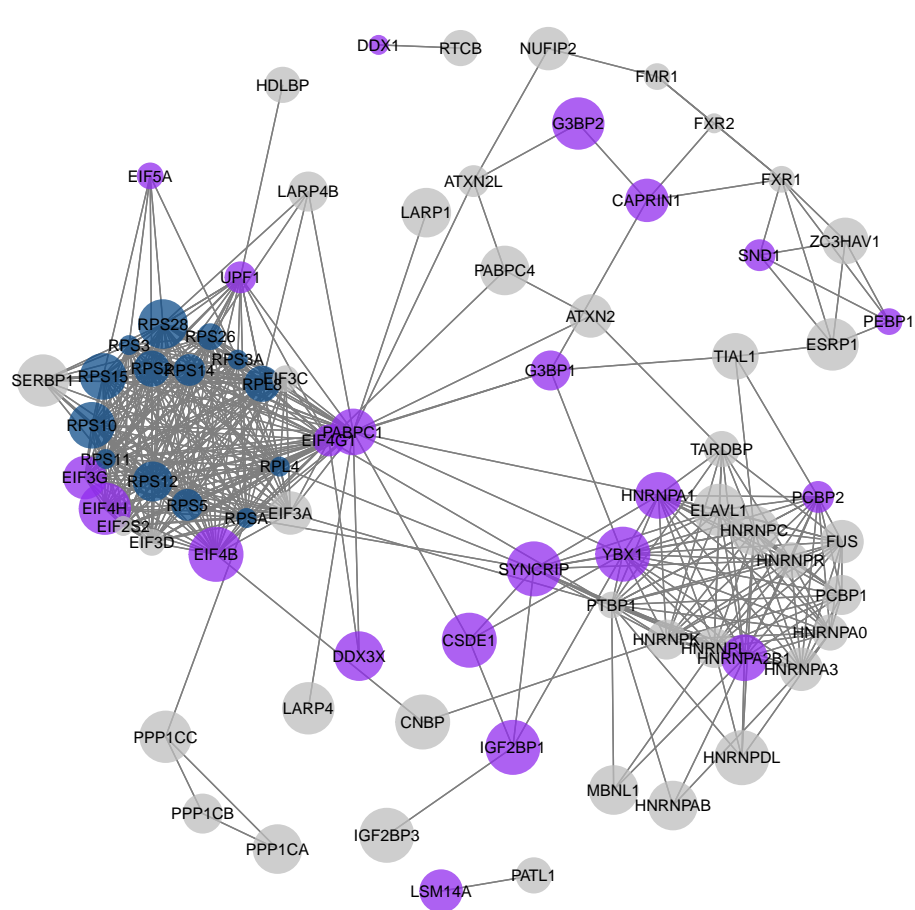 DDX1
RTCB
NUFIP2
FMR1
HDLBP
G3BP2
FXR2
EIF5A
LARP4B
ATXN2L
FXR1
CAPRIN1
LARP1
ZC3HAV1
SND1
UPF1
PABPC4
ATXN2
PEBP1
RPS28
RPS26
RPS3
RPS3A
ESRP1
TIAL1
SERBP1
RPS15
RPS2
RPS14
RPL8
EIF3C
G3BP1
RPS10
PABPC1
EIF4G1
TARDBP
RPS11
RPL4
EIF3G
RPS12
HNRNPA1
PCBP2
RPS5
EIF4H
ELAVL1
EIF3A
RPSA
EIF2S2
HNRNPC
EIF3D
FUS
EIF4B
YBX1
HNRNPR
SYNCRIP
PCBP1
PTBP1
HNRNPA0
CSDE1
HNRNPK
HNRNPL
DDX3X
HNRNPA2B1
HNRNPA3
LARP4
CNBP
PPP1CC
IGF2BP1
HNRNPDL
MBNL1
HNRNPAB
PPP1CB
IGF2BP3
PPP1CA
PATL1
LSM14A